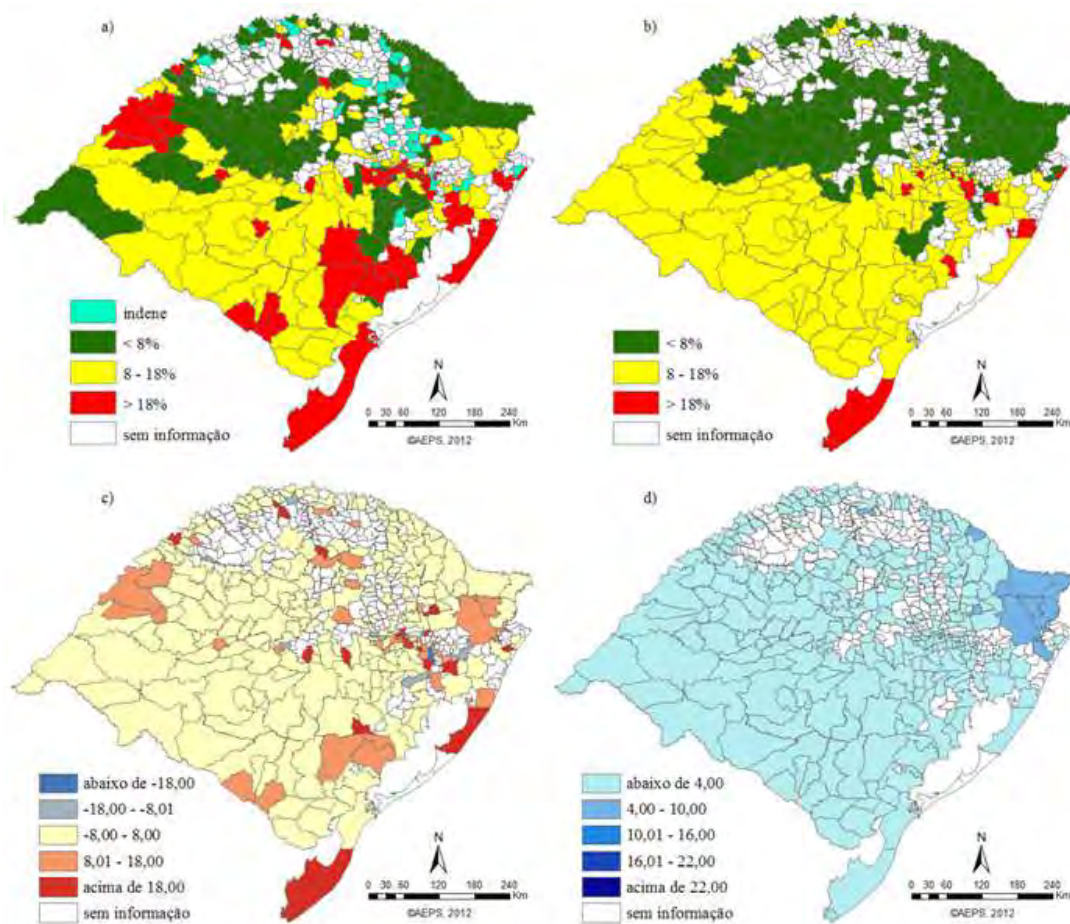 a)
indene
< 8%
8 - 18%
> 18%
sem informação
N
0 30 60 120 180 240
Km
©AEPS, 2012
b)
< 8%
8 - 18%
> 18%
sem informação
N
0 30 60 120 180 240
Km
©AEPS, 2012
c)
abaixo de -18,00
-18,00 - -8,01
-8,00 - 8,00
8,01 - 18,00
acima de 18,00
sem informação
N
0 30 60 120 180 240
Km
©AEPS, 2012
d)
abaixo de 4,00
4,00 - 10,00
10,01 - 16,00
16,01 - 22,00
acima de 22,00
sem informação
N
0 30 60 120 180 240
Km
©AEPS, 2012